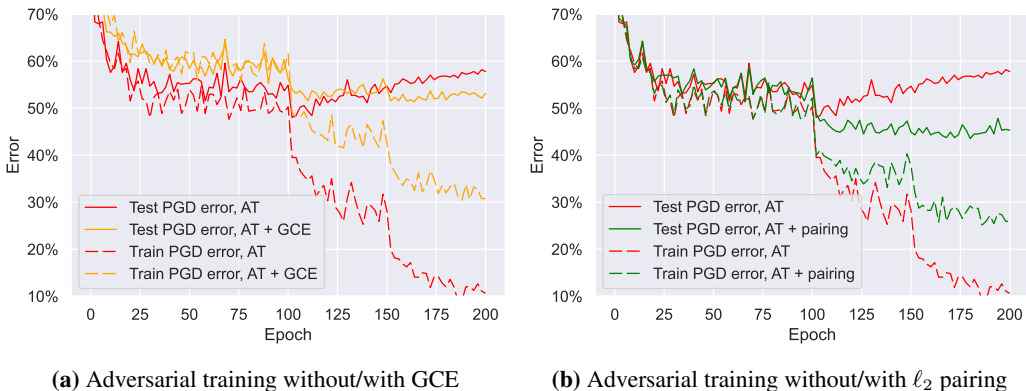 70%
60%
50%
40%
30%
20%
10%
Error
Test PGD error, AT
Test PGD error, AT + GCE
Train PGD error, AT
Train PGD error, AT + GCE
0 25 50 75 100 125 150 175 200
Epoch
(a) Adversarial training without/with GCE
70%
60%
50%
40%
30%
20%
10%
Error
Test PGD error, AT
Test PGD error, AT + pairing
Train PGD error, AT
Train PGD error, AT + pairing
0 25 50 75 100 125 150 175 200
Epoch
(b) Adversarial training without/with ℓ₂ pairing